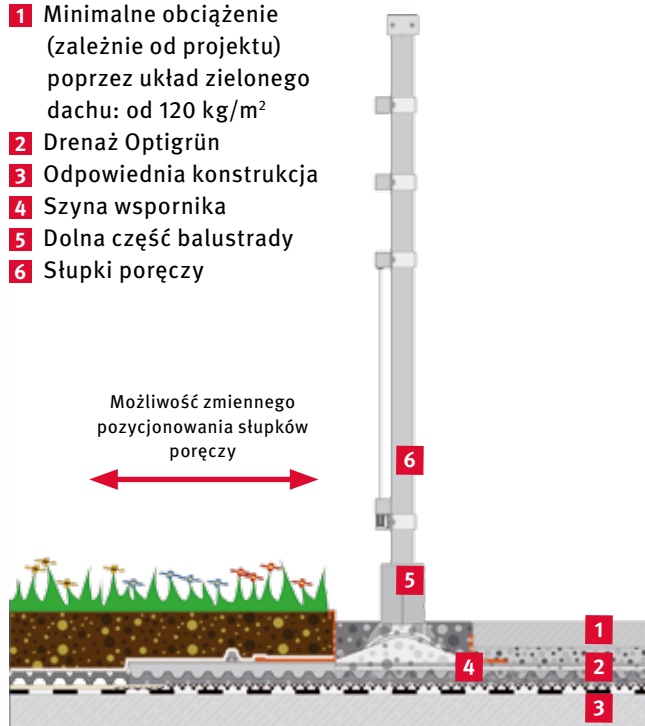 1 Minimalne obciążenie
(zależnie od projektu)
poprzez układ zielonego
dachu: od 120 kg/m²
2 Drenaż Optigrün
3 Odpowiednia konstrukcja
4 Szyna wspornika
5 Dolna część balustrady
6 Słupki poręczy
Możliwość zmiennego
pozycjonowania słupków
poręczy
6
5
1
4
2
3